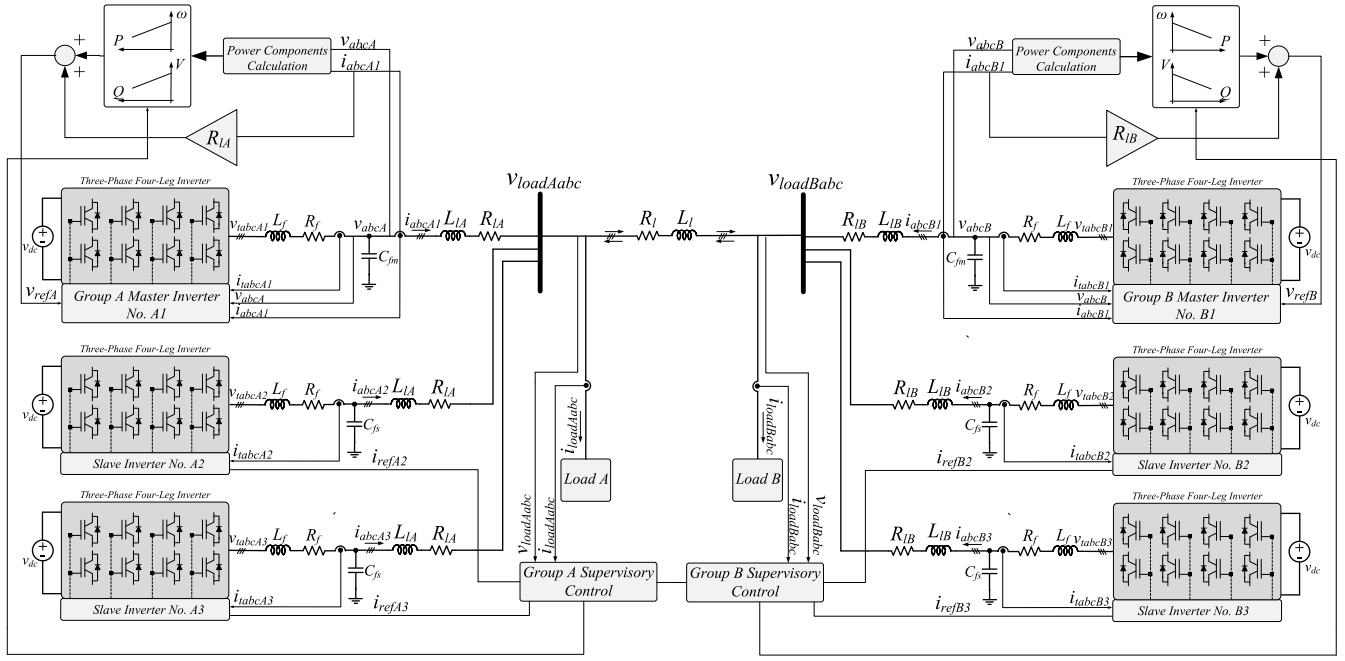 ω
P
V
Q
+
+
Power Components
Calculation
v_abcA
i_abcA1
R_lA
v_abcB
i_abcB1
Power Components
Calculation
ω
P
V
Q
+
+
R_lB
Three-Phase Four-Leg Inverter
v_dc
v_tabcA1
L_f
R_f
v_abcA
i_abcA1
L_lA
R_lA
C_fm
i_tabcA1
v_abcA
i_abcA1
v_refA
Group A Master Inverter
No. A1
v_loadAabc
R_l
L_l
v_loadBabc
Three-Phase Four-Leg Inverter
R_lB
L_lB
i_abcB1
v_abcB
R_f
L_f
v_tabcB1
v_dc
C_fm
i_tabcB1
v_abcB
i_abcB1
v_refB
Group B Master Inverter
No. B1
Three-Phase Four-Leg Inverter
v_dc
v_tabcA2
L_f
R_f
i_abcA2
L_lA
R_lA
C_fs
i_tabcA2
Slave Inverter No. A2
i_refA2
Three-Phase Four-Leg Inverter
R_lB
L_lB
i_abcB2
R_f
L_f
v_tabcB2
v_dc
C_fs
i_tabcB2
Slave Inverter No. B2
i_refB2
i_loadAabc
Load A
v_loadAabc
i_loadAabc
i_loadBabc
Load B
i_loadBabc
v_loadBabc
Three-Phase Four-Leg Inverter
v_dc
v_tabcA3
L_f
R_f
i_abcA3
L_lA
R_lA
C_fs
i_tabcA3
Slave Inverter No. A3
i_refA3
Group A Supervisory
Control
Group B Supervisory
Control
Three-Phase Four-Leg Inverter
R_lB
L_lB
i_abcB3
R_f
L_f
v_tabcB3
v_dc
C_fs
i_tabcB3
Slave Inverter No. B3
i_refB3